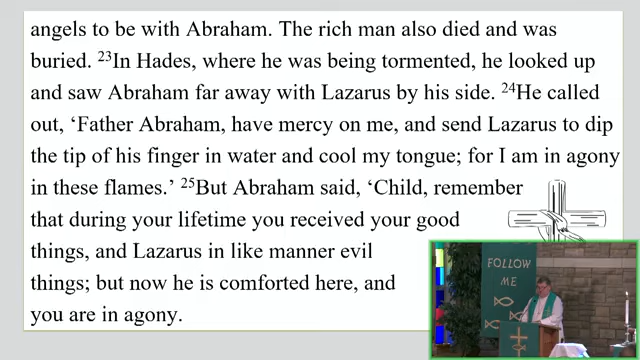 angels to be with Abraham. The rich man also died and was
buried. 23In Hades, where he was being tormented, he looked up
and saw Abraham far away with Lazarus by his side. 24He called
out, ‘Father Abraham, have mercy on me, and send Lazarus to dip
the tip of his finger in water and cool my tongue; for I am in agony
in these flames.’ 25But Abraham said, ‘Child, remember
that during your lifetime you received your good
things, and Lazarus in like manner evil
things; but now he is comforted here, and
you are in agony.
FOLLOW
ME